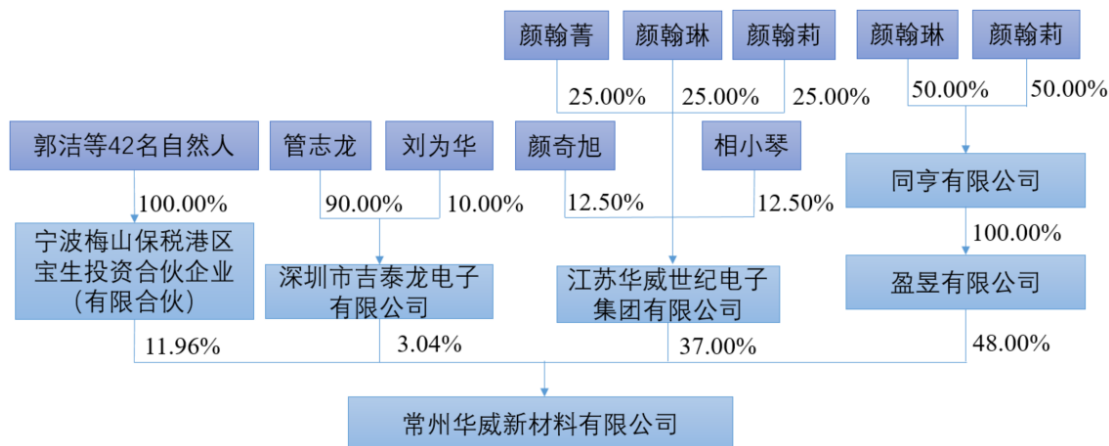 颜翰菁
颜翰琳
颜翰莉
颜翰琳
颜翰莉
25.00%
25.00%
25.00%
50.00%
50.00%
郭洁等42名自然人
管志龙
刘为华
颜奇旭
相小琴
同亨有限公司
100.00%
90.00%
10.00%
12.50%
12.50%
100.00%
宁波梅山保税港区
宝生投资合伙企业
（有限合伙）
深圳市吉泰龙电子
有限公司
江苏华威世纪电子
集团有限公司
盈昱有限公司
11.96%
3.04%
37.00%
48.00%
常州华威新材料有限公司